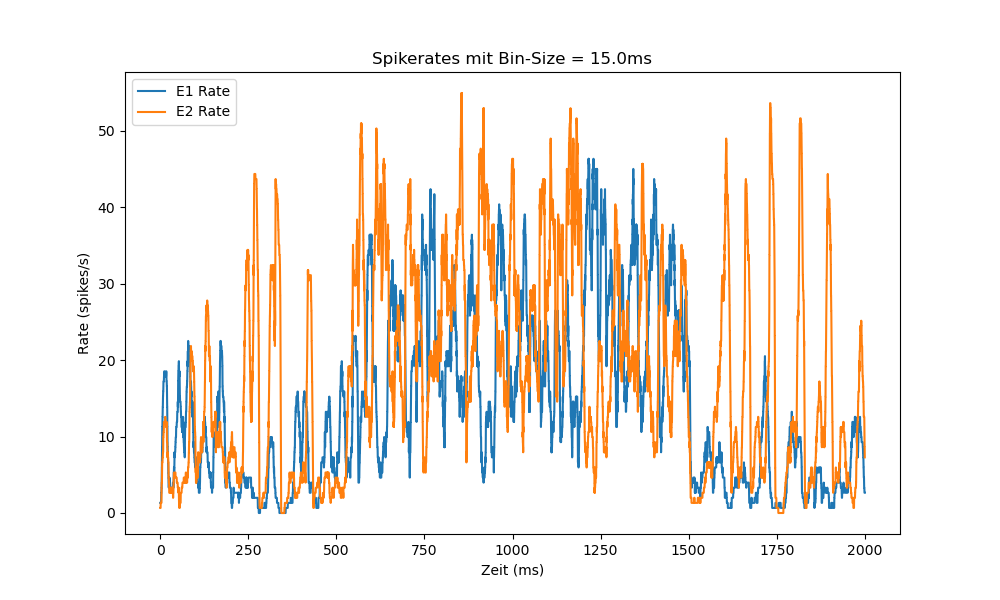 Spikerates mit Bin-Size = 15.0ms
E1 Rate
E2 Rate
Rate (spikes/s)
50
40
30
20
10
0
0 250 500 750 1000 1250 1500 1750 2000
Zeit (ms)